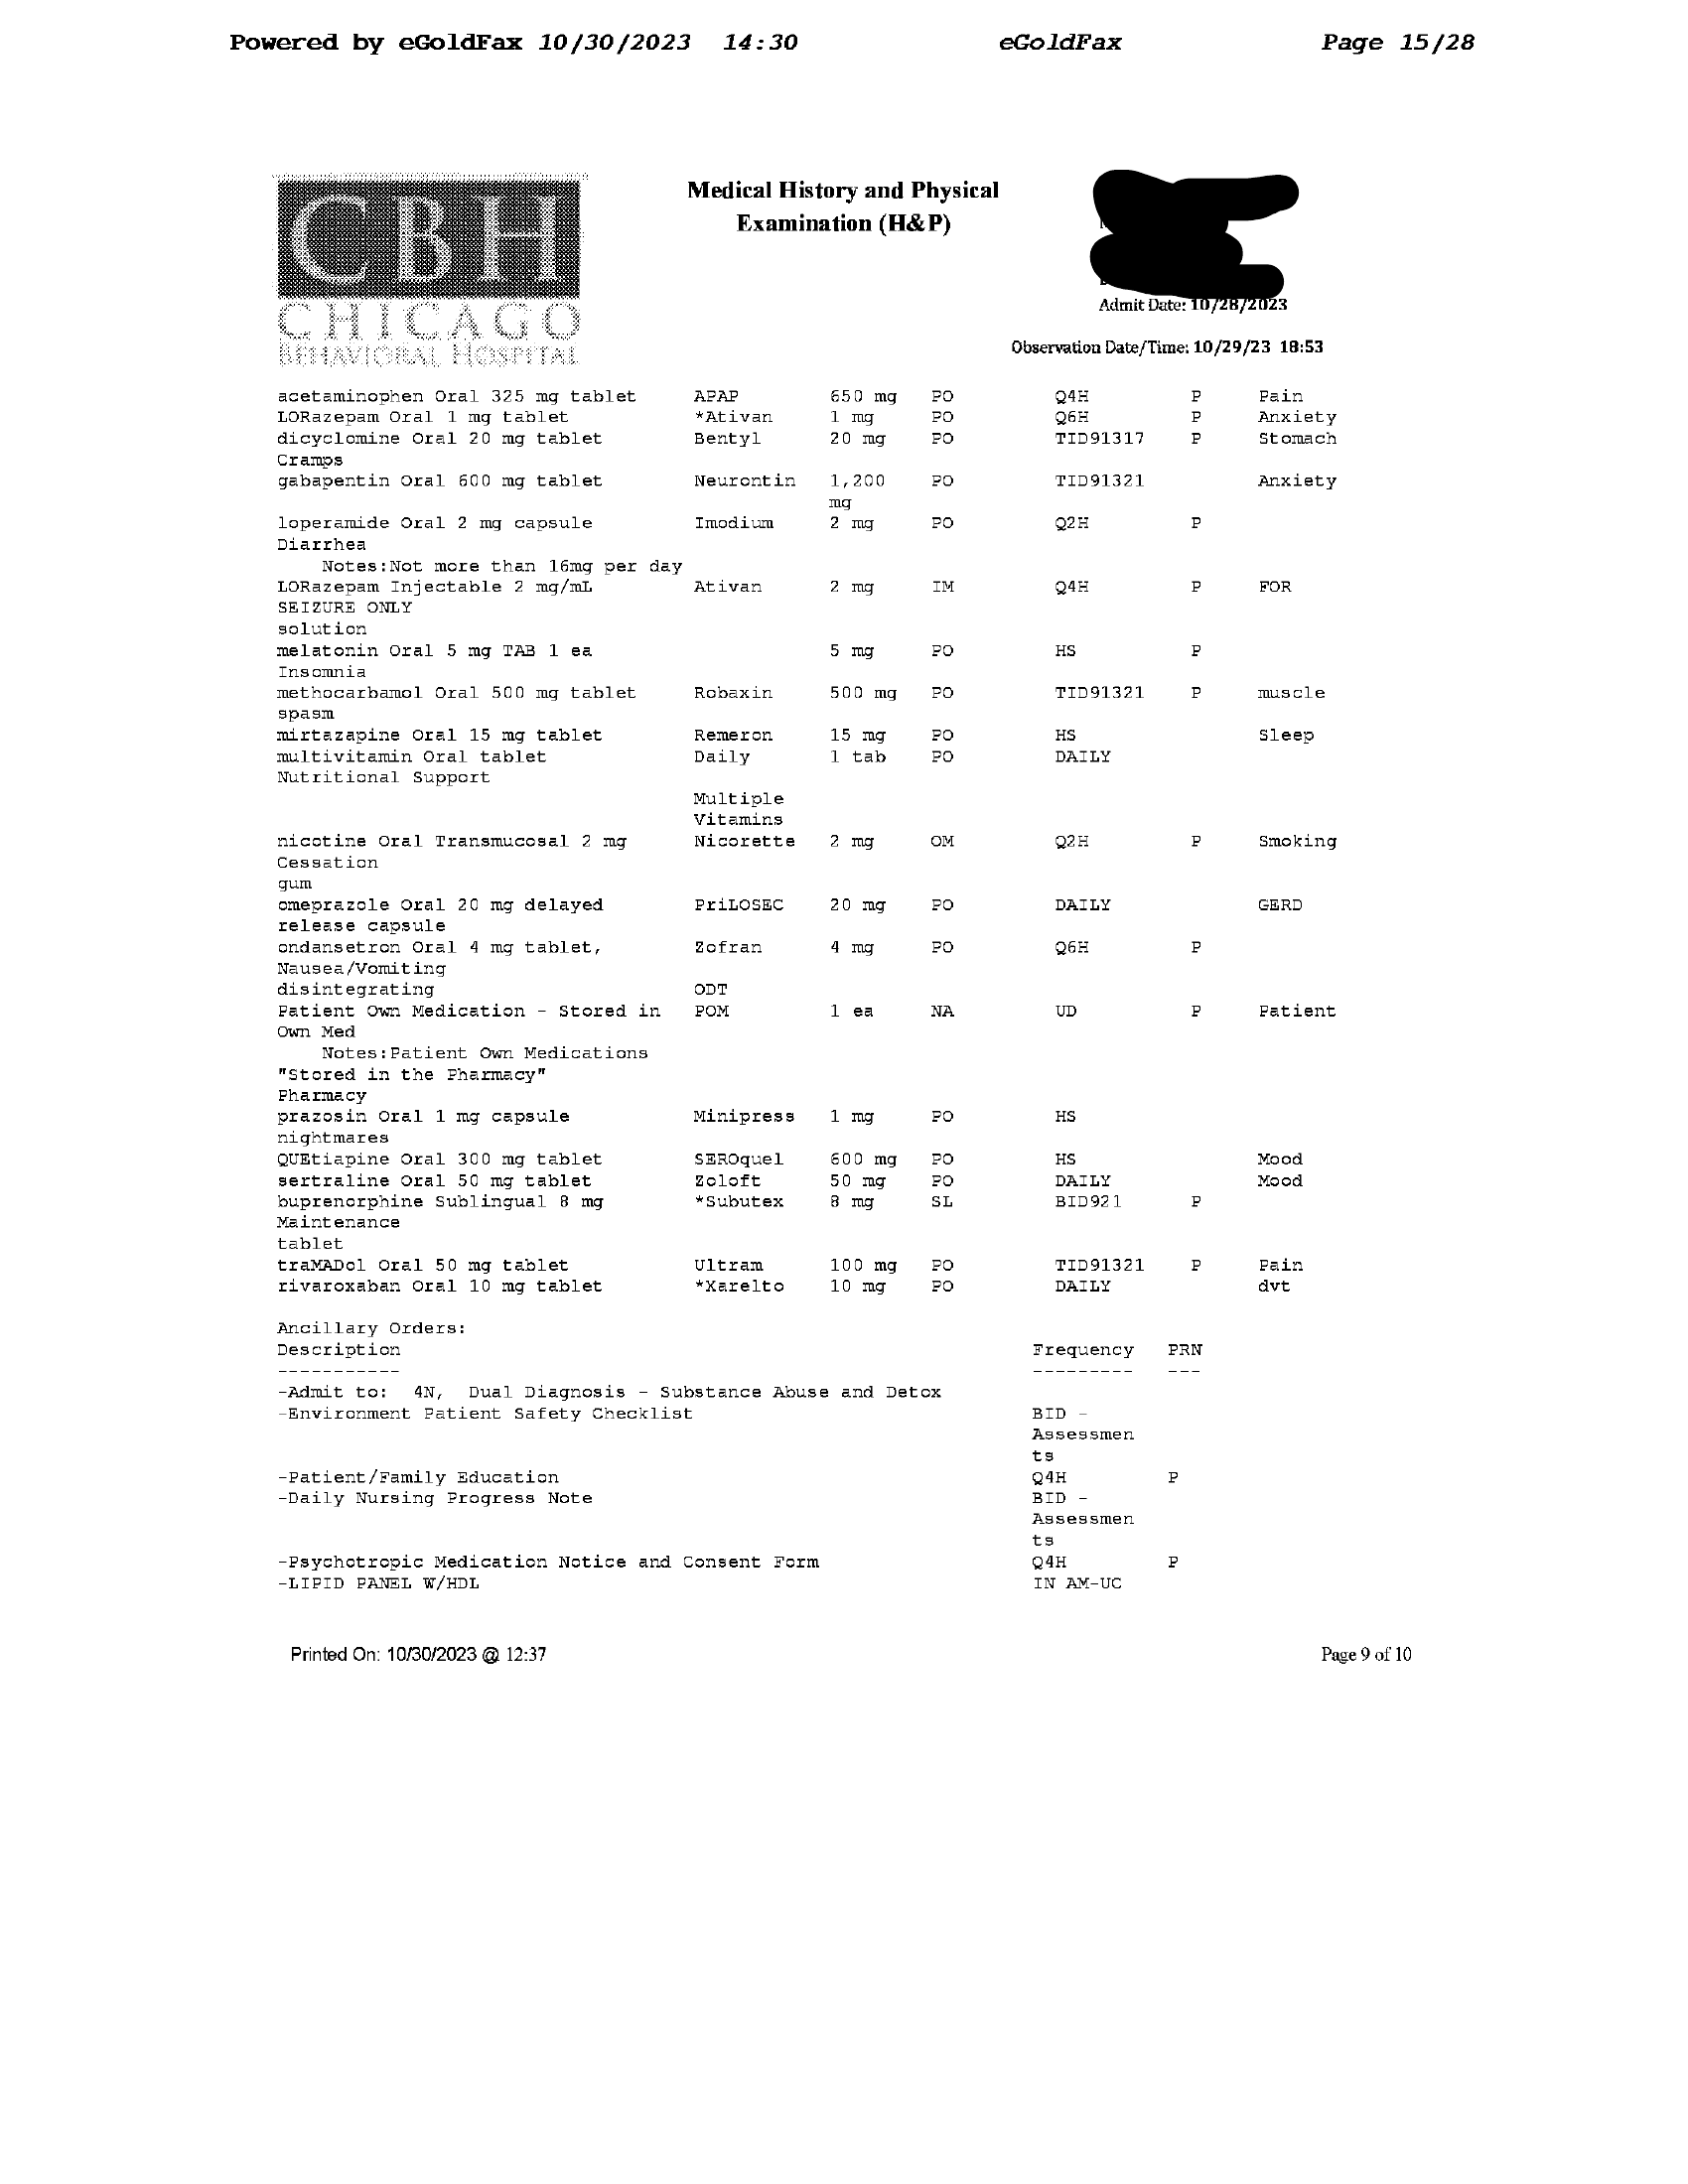 Powered by eGoldFax 10/30/2023 14:30 eGoldFax Page 15/28
CBH
CHICAGO
BEHAVIORAL HOSPITAL
Medical History and Physical
Examination (H&P)
Admit Date: 10/28/2023
Observation Date/Time: 10/29/23 18:53
acetaminophen Oral 325 mg tablet APAP 650 mg PO Q4H P Pain
LORazepam Oral 1 mg tablet *Ativan 1 mg PO Q6H P Anxiety
dicyclomine Oral 20 mg tablet Bentyl 20 mg PO TID91317 P Stomach
Cramps
gabapentin Oral 600 mg tablet Neurontin 1,200 PO TID91321 Anxiety
mg
loperamide Oral 2 mg capsule Imodium 2 mg PO Q2H P
Diarrhea
Notes:Not more than 16mg per day
LORazepam Injectable 2 mg/mL Ativan 2 mg IM Q4H P FOR
SEIZURE ONLY
solution
melatonin Oral 5 mg TAB 1 ea 5 mg PO HS P
Insomnia
methocarbamol Oral 500 mg tablet Robaxin 500 mg PO TID91321 P muscle
spasm
mirtazapine Oral 15 mg tablet Remeron 15 mg PO HS Sleep
multivitamin Oral tablet Daily 1 tab PO DAILY
Nutritional Support
Multiple
Vitamins
nicotine Oral Transmucosal 2 mg Nicorette 2 mg OM Q2H P Smoking
Cessation
gum
omeprazole Oral 20 mg delayed PriLOSEC 20 mg PO DAILY GERD
release capsule
ondansetron Oral 4 mg tablet, Zofran 4 mg PO Q6H P
Nausea/Vomiting
disintegrating ODT
Patient Own Medication - Stored in POM 1 ea NA UD P Patient
Own Med
Notes:Patient Own Medications
"Stored in the Pharmacy"
Pharmacy
prazosin Oral 1 mg capsule Minipress 1 mg PO HS
nightmares
QUEtiapine Oral 300 mg tablet SEROquel 600 mg PO HS Mood
sertraline Oral 50 mg tablet Zoloft 50 mg PO DAILY Mood
buprenorphine Sublingual 8 mg *Subutex 8 mg SL BID921 P
Maintenance
tablet
traMADol Oral 50 mg tablet Ultram 100 mg PO TID91321 P Pain
rivaroxaban Oral 10 mg tablet *Xarelto 10 mg PO DAILY dvt
Ancillary Orders:
Description Frequency PRN
----------- --------- ---
-Admit to: 4N, Dual Diagnosis - Substance Abuse and Detox
-Environment Patient Safety Checklist BID -
Assessmen
ts
-Patient/Family Education Q4H P
-Daily Nursing Progress Note BID -
Assessmen
ts
-Psychotropic Medication Notice and Consent Form Q4H P
-LIPID PANEL W/HDL IN AM-UC
Printed On: 10/30/2023 @ 12:37 Page 9 of 10